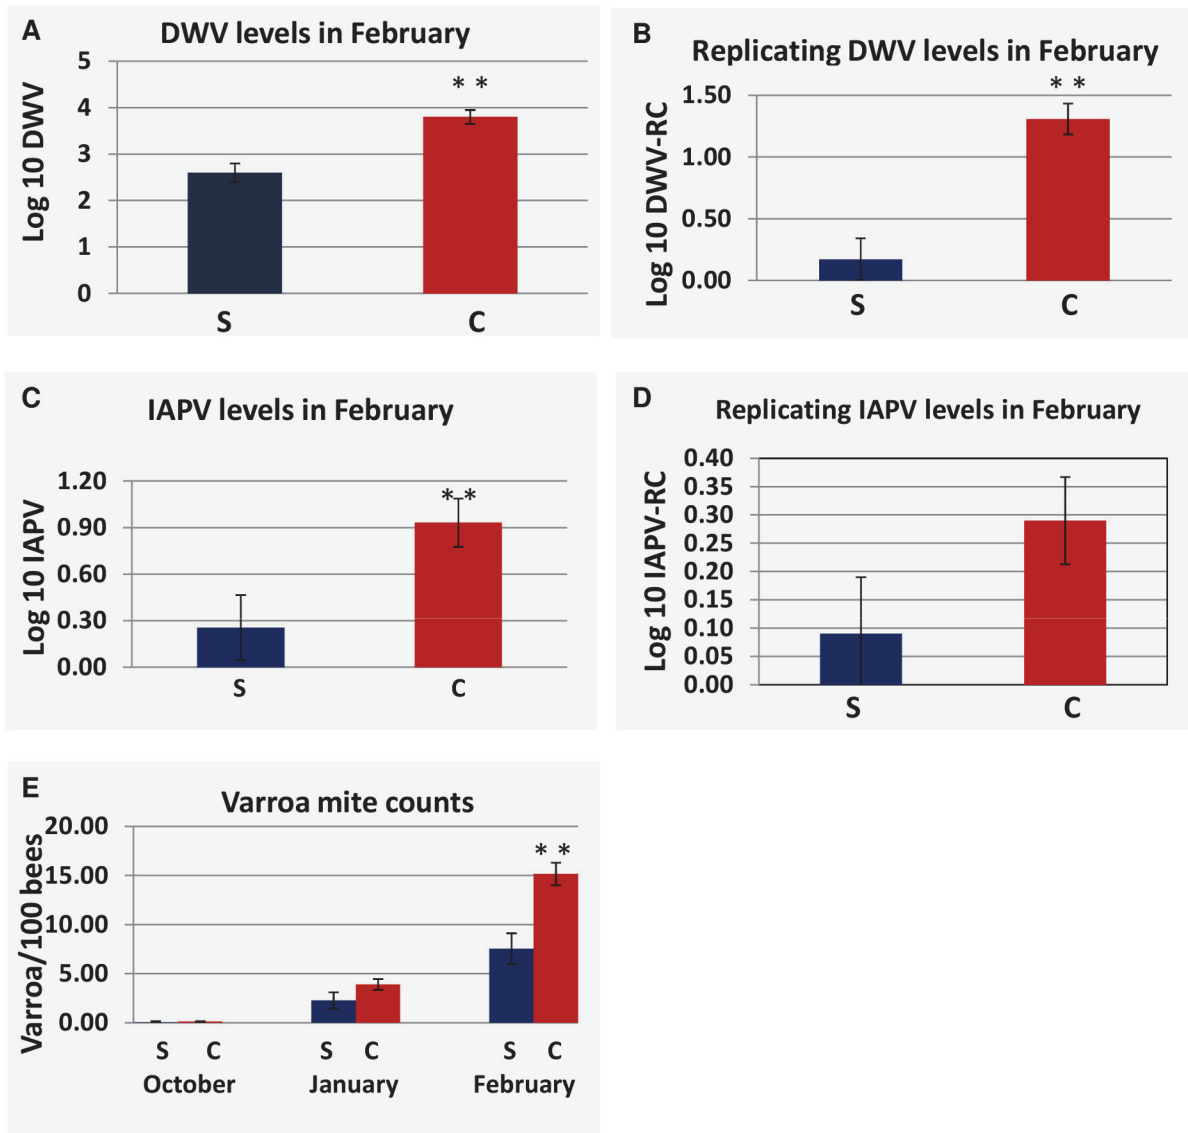 A
DWV levels in February
Log 10 DWV
5
4
3
2
1
0
* *
S
C
B
Replicating DWV levels in February
Log 10 DWV-RC
1.50
1.00
0.50
0.00
* *
S
C
C
IAPV levels in February
Log 10 IAPV
1.20
0.90
0.60
0.30
0.00
* *
S
C
D
Replicating IAPV levels in February
Log 10 IAPV-RC
0.40
0.35
0.30
0.25
0.20
0.15
0.10
0.05
0.00
S
C
E
Varroa mite counts
Varroa/100 bees
20.00
15.00
10.00
5.00
0.00
* *
S C S C S C
October January February